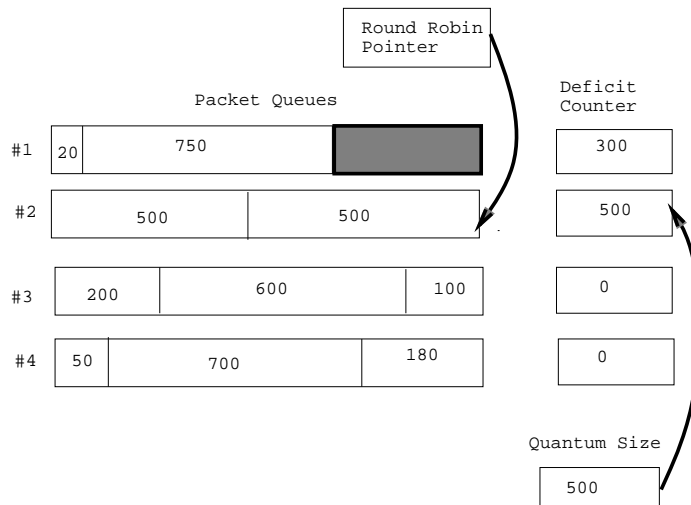 Round Robin
Pointer
Packet Queues
Deficit
Counter
#1 20 750 300
#2 500 500 500
#3 200 600 100 0
#4 50 700 180 0
Quantum Size
500